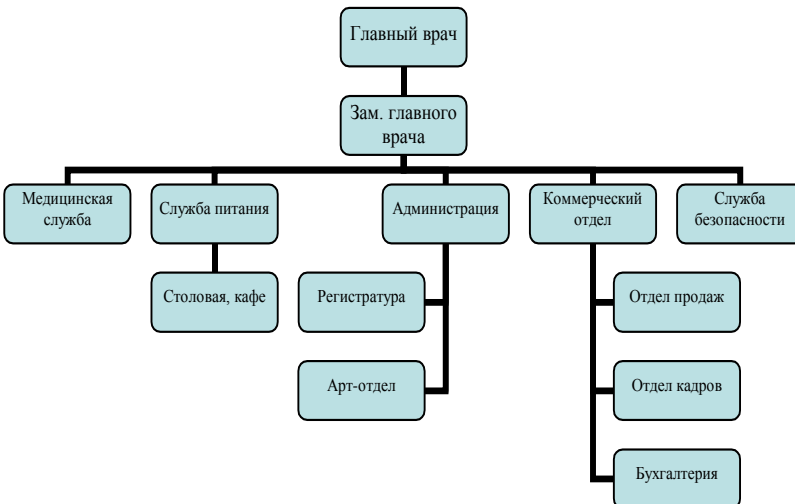 Главный врач
Зам. главного
врача
Медицинская
служба
Служба питания
Администрация
Коммерческий
отдел
Служба
безопасности
Столовая, кафе
Регистратура
Отдел продаж
Арт-отдел
Отдел кадров
Бухгалтерия